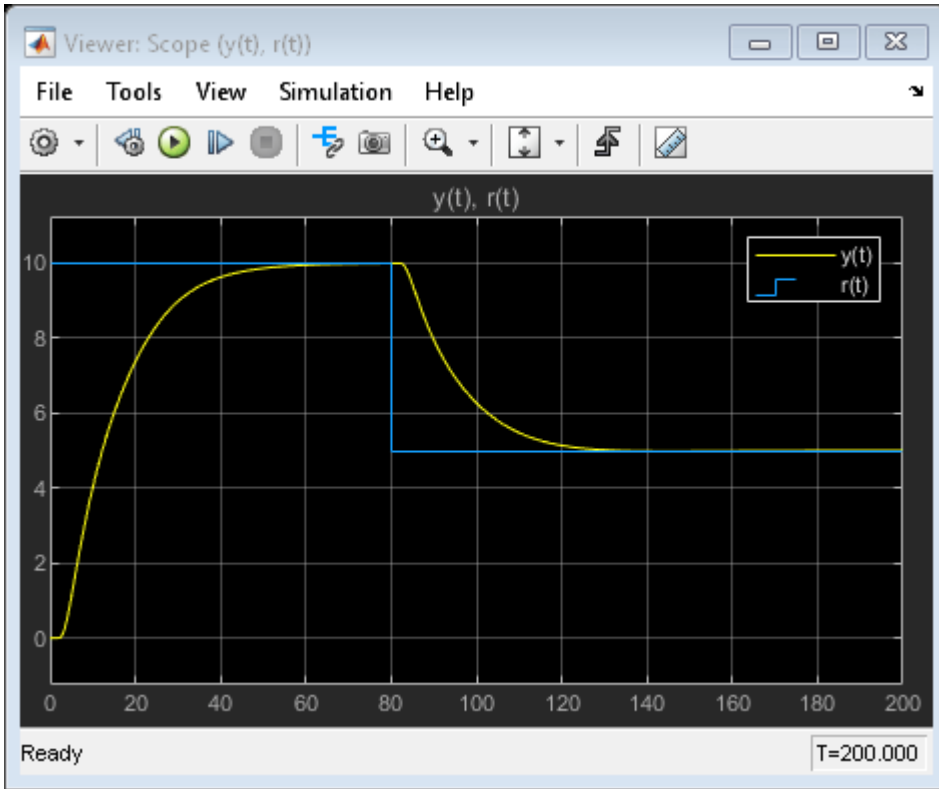 Viewer: Scope (y(t), r(t))
File Tools View Simulation Help
y(t), r(t)
y(t)
r(t)
10
8
6
4
2
0
0 20 40 60 80 100 120 140 160 180 200
Ready T=200.000